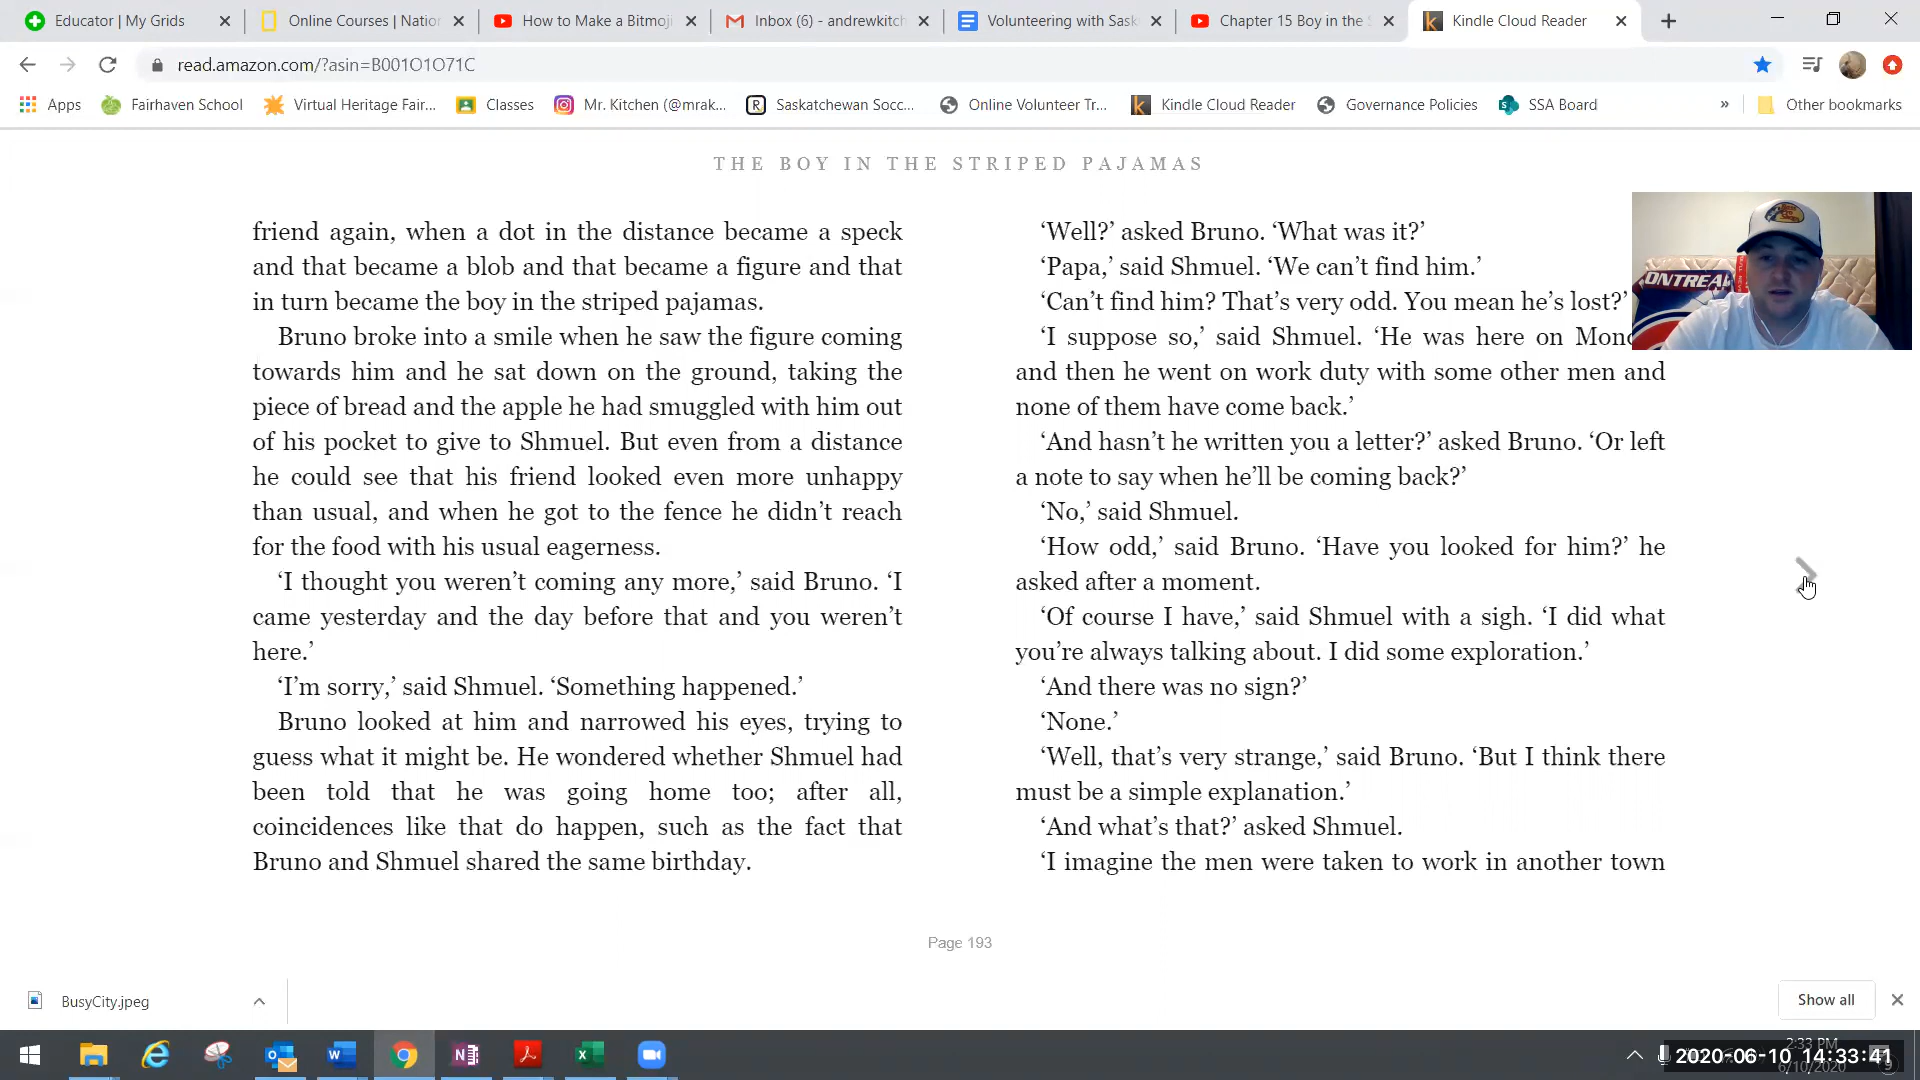 Educator | My Grids
Online Courses | Natio
How to Make a Bitmoji
Inbox (6) - andrewkitch
Volunteering with Sask
Chapter 15 Boy in the S
Kindle Cloud Reader
read.amazon.com/?asin=B001O1O71C
Apps
Fairhaven School
Virtual Heritage Fair...
Classes
Mr. Kitchen (@mrak...
Saskatchewan Socc...
Online Volunteer Tr...
Kindle Cloud Reader
Governance Policies
SSA Board
»
Other bookmarks
THE BOY IN THE STRIPED PAJAMAS
friend again, when a dot in the distance became a speck
and that became a blob and that became a figure and that
in turn became the boy in the striped pajamas.
Bruno broke into a smile when he saw the figure coming
towards him and he sat down on the ground, taking the
piece of bread and the apple he had smuggled with him out
of his pocket to give to Shmuel. But even from a distance
he could see that his friend looked even more unhappy
than usual, and when he got to the fence he didn’t reach
for the food with his usual eagerness.
‘I thought you weren’t coming any more,’ said Bruno. ‘I
came yesterday and the day before that and you weren’t
here.’
‘I’m sorry,’ said Shmuel. ‘Something happened.’
Bruno looked at him and narrowed his eyes, trying to
guess what it might be. He wondered whether Shmuel had
been told that he was going home too; after all,
coincidences like that do happen, such as the fact that
Bruno and Shmuel shared the same birthday.
‘Well?’ asked Bruno. ‘What was it?’
‘Papa,’ said Shmuel. ‘We can’t find him.’
‘Can’t find him? That’s very odd. You mean he’s lost?’
‘I suppose so,’ said Shmuel. ‘He was here on Mond
and then he went on work duty with some other men and
none of them have come back.’
‘And hasn’t he written you a letter?’ asked Bruno. ‘Or left
a note to say when he’ll be coming back?’
‘No,’ said Shmuel.
‘How odd,’ said Bruno. ‘Have you looked for him?’ he
asked after a moment.
‘Of course I have,’ said Shmuel with a sigh. ‘I did what
you’re always talking about. I did some exploration.’
‘And there was no sign?’
‘None.’
‘Well, that’s very strange,’ said Bruno. ‘But I think there
must be a simple explanation.’
‘And what’s that?’ asked Shmuel.
‘I imagine the men were taken to work in another town
ONTREAL
Page 193
BusyCity.jpeg
Show all
2:33 PM
2020-06-10 14:33:41
6/10/2020